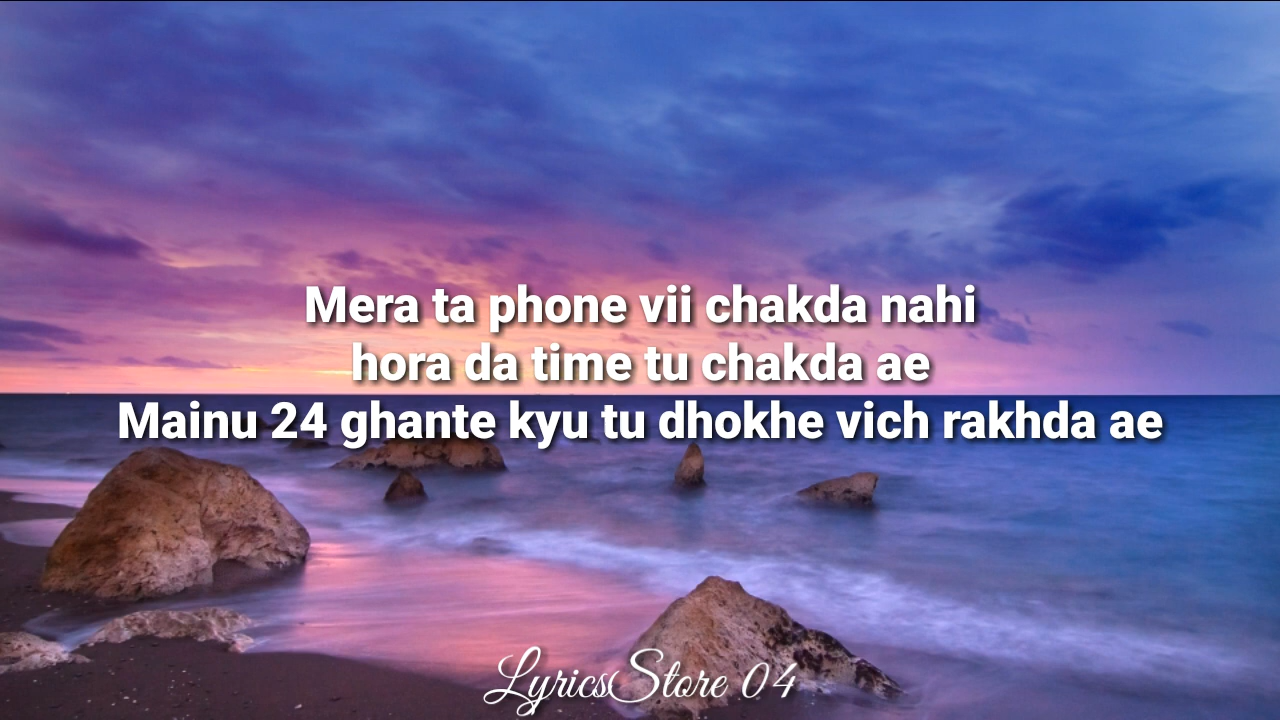 Mera ta phone vii chakda nahi
hora da time tu chakda ae
Mainu 24 ghante kyu tu dhokhe vich rakhda ae
LyricsStore 04